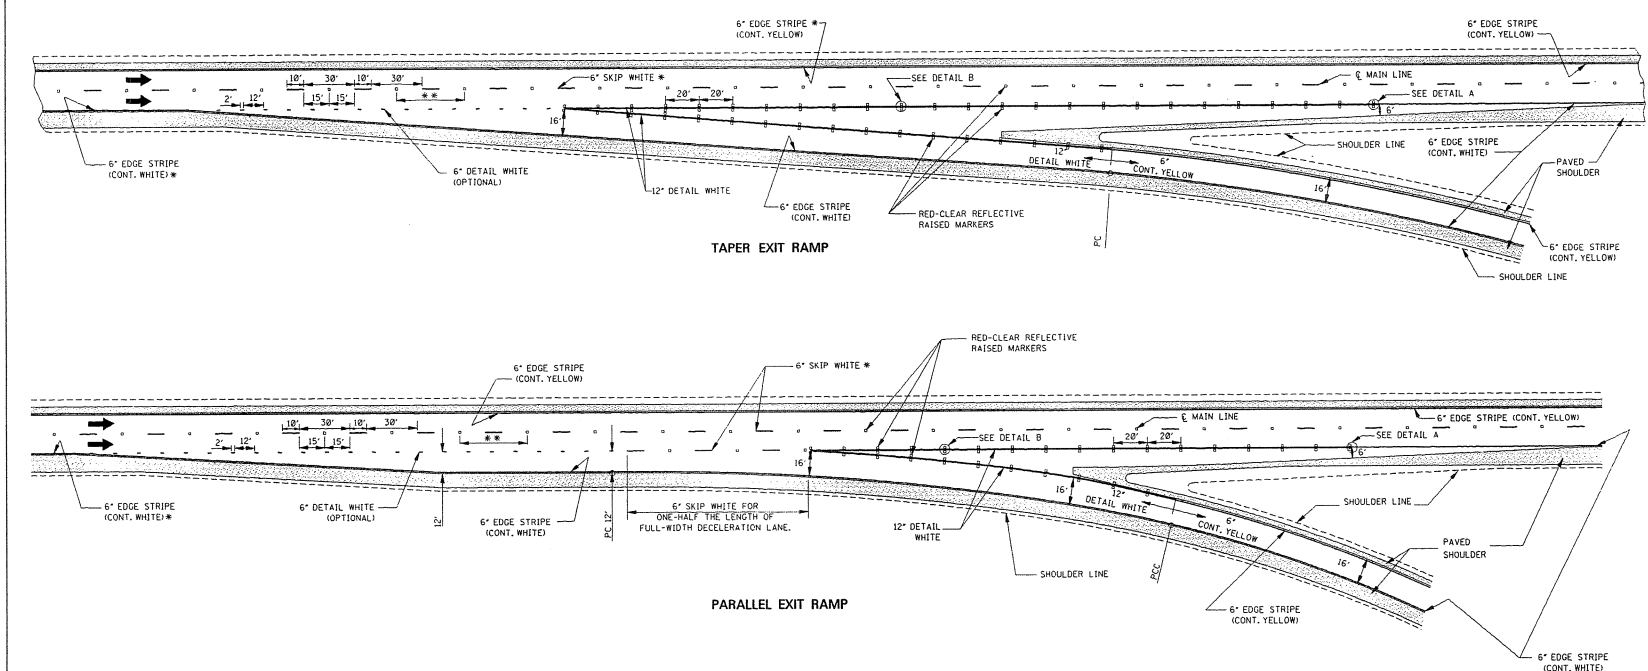 6" EDGE STRIPE *
(CONT. YELLOW)
6" EDGE STRIPE
(CONT. YELLOW)
10' 30' 10' 30'
6" SKIP WHITE *
SEE DETAIL B
℄ MAIN LINE
2' 12'
15' 15'
**
20' 20'
SEE DETAIL A
16'
6'
6" EDGE STRIPE
(CONT. WHITE) *
6" DETAIL WHITE
(OPTIONAL)
12" DETAIL WHITE
6" EDGE STRIPE
(CONT. WHITE)
RED-CLEAR REFLECTIVE
RAISED MARKERS
12"
DETAIL WHITE
6"
CONT. YELLOW
SHOULDER LINE
6" EDGE STRIPE
(CONT. WHITE)
PAVED
SHOULDER
16'
PC
6" EDGE STRIPE
(CONT. YELLOW)
SHOULDER LINE
TAPER EXIT RAMP
RED-CLEAR REFLECTIVE
RAISED MARKERS
6" EDGE STRIPE
(CONT. YELLOW)
6" SKIP WHITE *
10' 30' 10' 30'
℄ MAIN LINE
6" EDGE STRIPE (CONT. YELLOW)
2' 12'
15' 15'
**
SEE DETAIL B
20' 20'
SEE DETAIL A
16'
6'
6" EDGE STRIPE
(CONT. WHITE) *
6" DETAIL WHITE
(OPTIONAL)
12'
6" EDGE STRIPE
(CONT. WHITE)
PC 12'
6" SKIP WHITE FOR
ONE-HALF THE LENGTH OF
FULL-WIDTH DECELERATION LANE.
12" DETAIL
WHITE
16'
12"
DETAIL WHITE
6"
CONT. YELLOW
SHOULDER LINE
PAVED
SHOULDER
16'
SHOULDER LINE
PCC
6" EDGE STRIPE
(CONT. YELLOW)
PARALLEL EXIT RAMP
6" EDGE STRIPE
(CONT. WHITE)